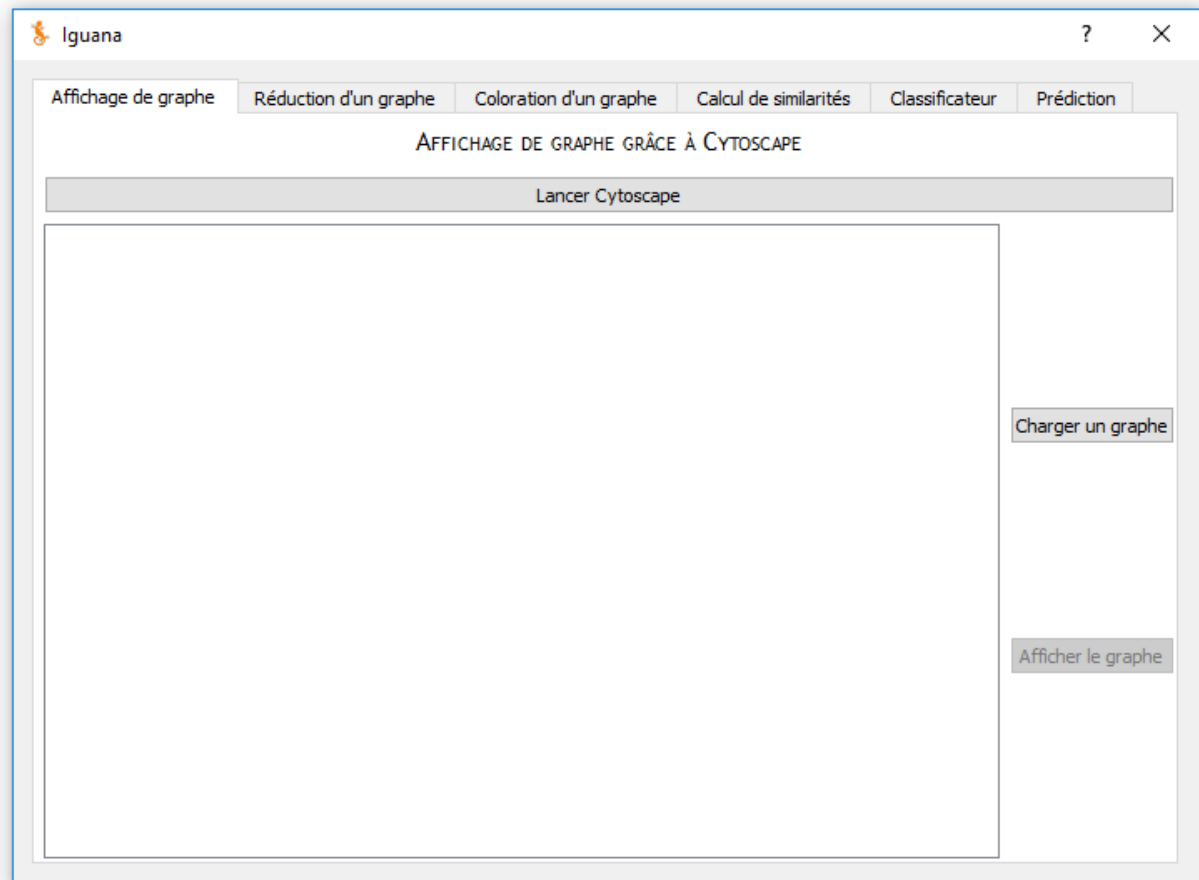 Iguana ? ×
Affichage de graphe Réduction d'un graphe Coloration d'un graphe Calcul de similarités Classificateur Prédiction
Affichage de graphe grâce à Cytoscape
Lancer Cytoscape
Charger un graphe
Afficher le graphe